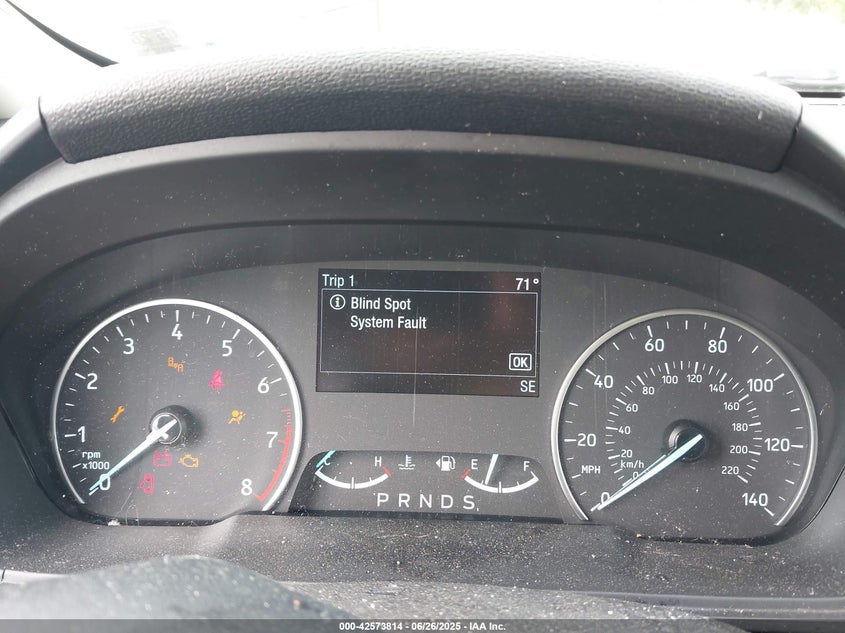 Trip 1 71°
Blind Spot
System Fault
OK
SE
0 1 2 3 4 5 6 7 8
rpm
x1000
C H E F
P R N D S
0 20 40 60 80 100 120 140
MPH
km/h
0 20 40 60 80 100 120 140 160 180 200 220
000-42573814 / 06/26/2025 - IAA Inc.